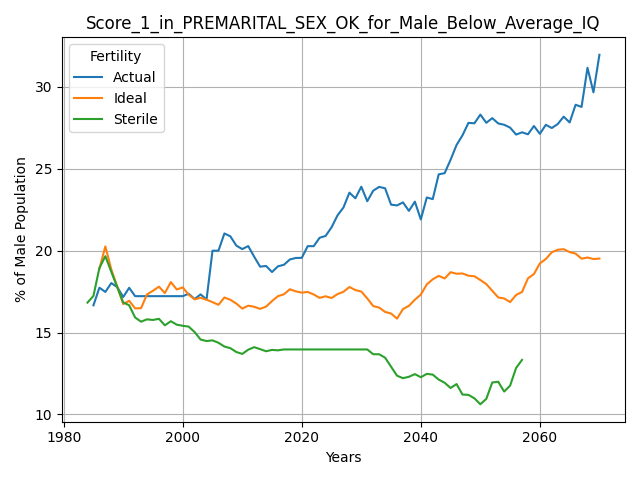 Score_1_in_PREMARITAL_SEX_OK_for_Male_Below_Average_IQ
Fertility
Actual
Ideal
Sterile
% of Male Population
30
25
20
15
10
1980
2000
2020
2040
2060
Years